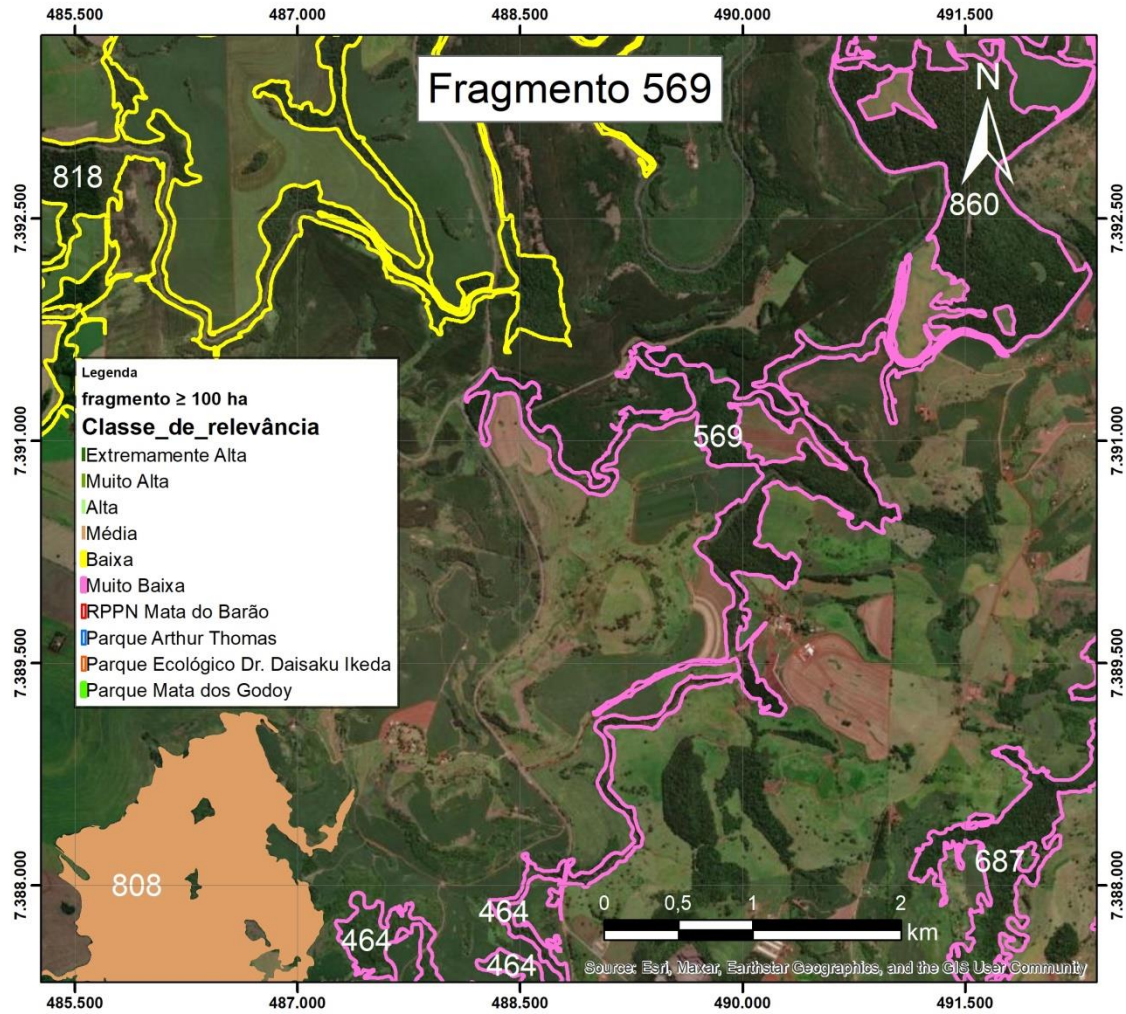 485.500 487.000 488.500 490.000 491.500
Fragmento 569
N
818
860
7.392.500 7.392.500
Legenda
fragmento ≥ 100 ha
Classe_de_relevância
Extremamente Alta
Muito Alta
Alta
Média
Baixa
Muito Baixa
RPPN Mata do Barão
Parque Arthur Thomas
Parque Ecológico Dr. Daisaku Ikeda
Parque Mata dos Godoy
7.391.000 7.391.000
569
7.389.500 7.389.500
687
808
7.388.000 7.388.000
464
464
464
0 0,5 1 2
km
Source: Esri, Maxar, Earthstar Geographics, and the GIS User Community
485.500 487.000 488.500 490.000 491.500